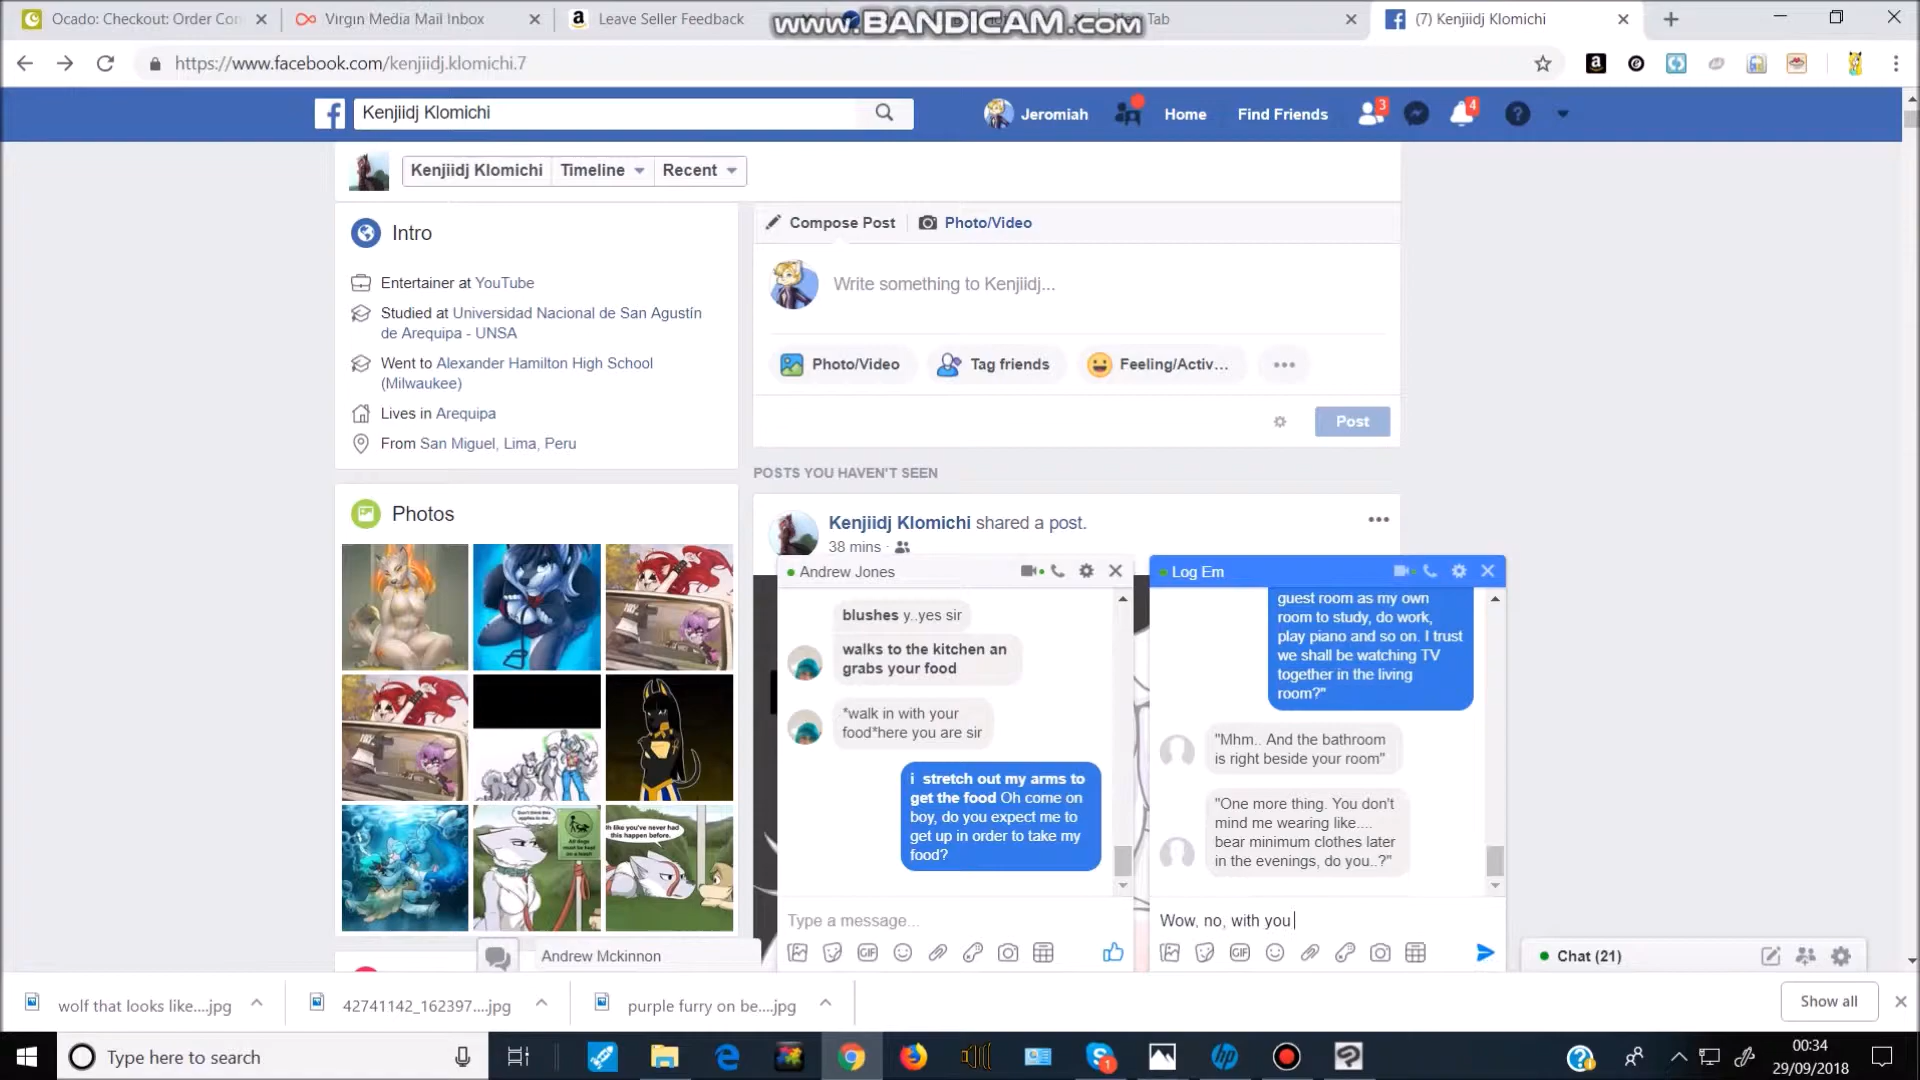 Ocado: Checkout: Order Con
Virgin Media Mail Inbox
Leave Seller Feedback
Tab
(7) Kenjiidj Klomichi
www.BANDICAM.com
https://www.facebook.com/kenjiidj.klomichi.7
Kenjiidj Klomichi
Jeremiah
Home
Find Friends
3
4
Kenjiidj Klomichi
Timeline
Recent
Intro
Entertainer at YouTube
Studied at Universidad Nacional de San Agustín
de Arequipa - UNSA
Went to Alexander Hamilton High School
(Milwaukee)
Lives in Arequipa
From San Miguel, Lima, Peru
Photos
Compose Post
Photo/Video
Write something to Kenjiidj...
Photo/Video
Tag friends
Feeling/Activ...
Post
POSTS YOU HAVEN'T SEEN
Kenjiidj Klomichi shared a post.
38 mins ·
Andrew Jones
blushes y..yes sir
walks to the kitchen an
grabs your food
*walk in with your
food*here you are sir
i stretch out my arms to
get the food Oh come on
boy, do you expect me to
get up in order to take my
food?
Type a message...
GIF
Log Em
guest room as my own
room to study, do work,
play piano and so on. I trust
we shall be watching TV
together in the living
room?"
"Mhm.. And the bathroom
is right beside your room"
"One more thing. You don't
mind me wearing like....
bear minimum clothes later
in the evenings, do you..?"
Wow, no, with you
GIF
Andrew Mckinnon
Chat (21)
wolf that looks like....jpg
42741142_162397....jpg
purple furry on be....jpg
Show all
Type here to search
00:34
29/09/2018